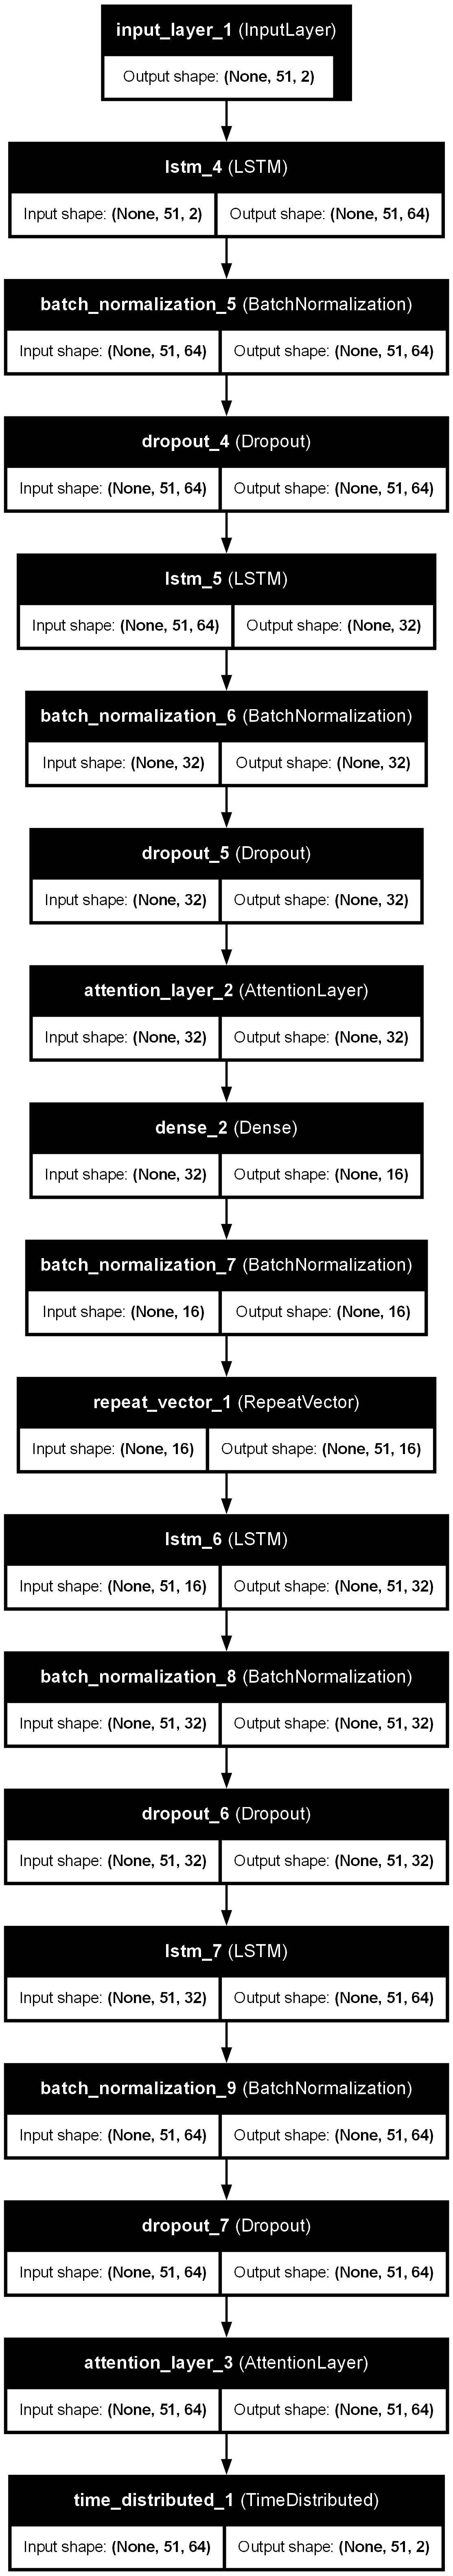 input_layer_1 (InputLayer)
Output shape: (None, 51, 2)
lstm_4 (LSTM)
Input shape: (None, 51, 2) Output shape: (None, 51, 64)
batch_normalization_5 (BatchNormalization)
Input shape: (None, 51, 64) Output shape: (None, 51, 64)
dropout_4 (Dropout)
Input shape: (None, 51, 64) Output shape: (None, 51, 64)
lstm_5 (LSTM)
Input shape: (None, 51, 64) Output shape: (None, 32)
batch_normalization_6 (BatchNormalization)
Input shape: (None, 32) Output shape: (None, 32)
dropout_5 (Dropout)
Input shape: (None, 32) Output shape: (None, 32)
attention_layer_2 (AttentionLayer)
Input shape: (None, 32) Output shape: (None, 32)
dense_2 (Dense)
Input shape: (None, 32) Output shape: (None, 16)
batch_normalization_7 (BatchNormalization)
Input shape: (None, 16) Output shape: (None, 16)
repeat_vector_1 (RepeatVector)
Input shape: (None, 16) Output shape: (None, 51, 16)
lstm_6 (LSTM)
Input shape: (None, 51, 16) Output shape: (None, 51, 32)
batch_normalization_8 (BatchNormalization)
Input shape: (None, 51, 32) Output shape: (None, 51, 32)
dropout_6 (Dropout)
Input shape: (None, 51, 32) Output shape: (None, 51, 32)
lstm_7 (LSTM)
Input shape: (None, 51, 32) Output shape: (None, 51, 64)
batch_normalization_9 (BatchNormalization)
Input shape: (None, 51, 64) Output shape: (None, 51, 64)
dropout_7 (Dropout)
Input shape: (None, 51, 64) Output shape: (None, 51, 64)
attention_layer_3 (AttentionLayer)
Input shape: (None, 51, 64) Output shape: (None, 51, 64)
time_distributed_1 (TimeDistributed)
Input shape: (None, 51, 64) Output shape: (None, 51, 2)